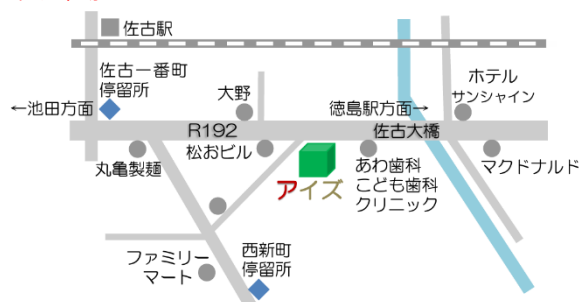 佐古駅
佐古一番町
停留所
←池田方面
大野
徳島駅方面→
ホテル
サンシャイン
R192
佐古大橋
丸亀製麺
松おビル
アイズ
あわ歯科
こども歯科
クリニック
マクドナルド
ファミリー
マート
西新町
停留所